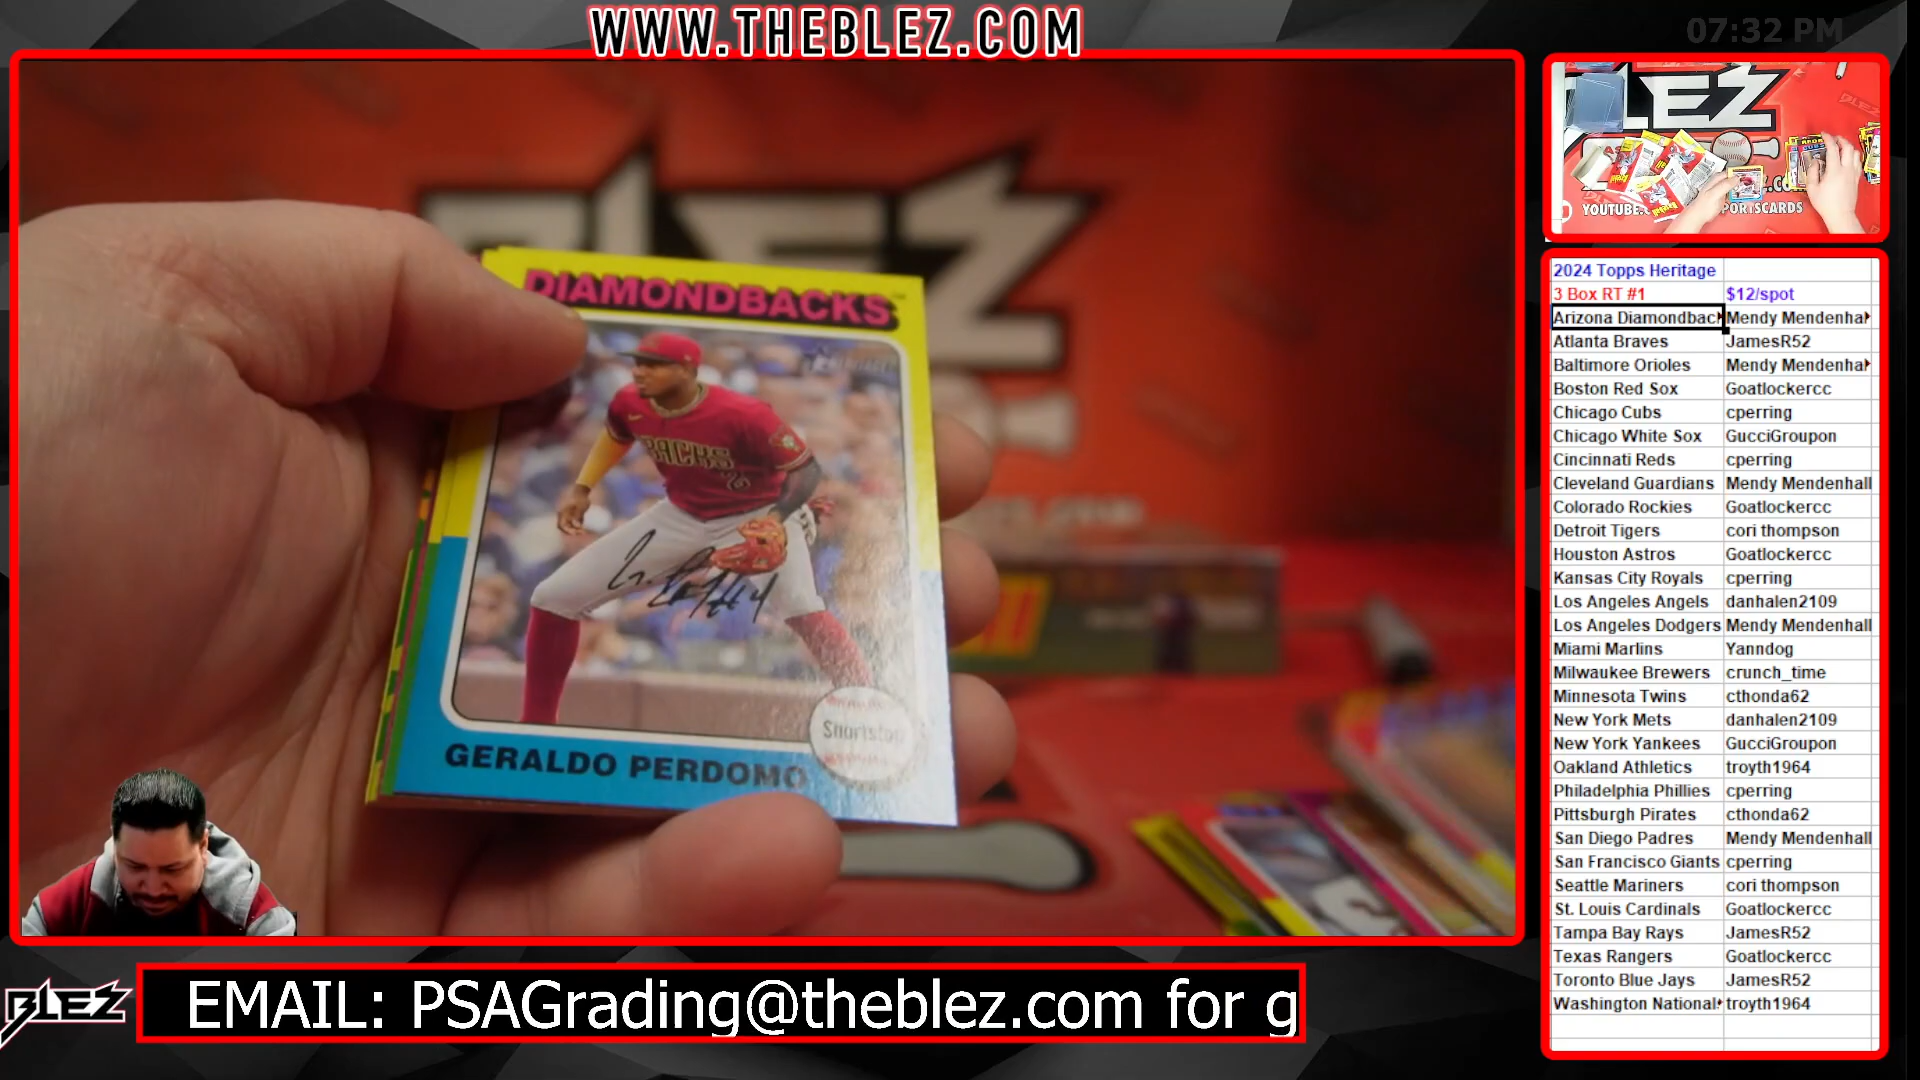 WWW.THEBLEZ.COM
07:32 PM
DIAMONDBACKS
BACKS
2
Shortstop
GERALDO PERDOMO
LEZ
YOUTUBE.C
PORTSCARDS
2024 Topps Heritage
3 Box RT #1 $12/spot
Arizona Diamondbac Mendy Mendenhal
Atlanta Braves JamesR52
Baltimore Orioles Mendy Mendenhal
Boston Red Sox Goatlockercc
Chicago Cubs cperring
Chicago White Sox GucciGroupon
Cincinnati Reds cperring
Cleveland Guardians Mendy Mendenhall
Colorado Rockies Goatlockercc
Detroit Tigers cori thompson
Houston Astros Goatlockercc
Kansas City Royals cperring
Los Angeles Angels danhalen2109
Los Angeles Dodgers Mendy Mendenhall
Miami Marlins Yanndog
Milwaukee Brewers crunch_time
Minnesota Twins cthonda62
New York Mets danhalen2109
New York Yankees GucciGroupon
Oakland Athletics troyth1964
Philadelphia Phillies cperring
Pittsburgh Pirates cthonda62
San Diego Padres Mendy Mendenhall
San Francisco Giants cperring
Seattle Mariners cori thompson
St. Louis Cardinals Goatlockercc
Tampa Bay Rays JamesR52
Texas Rangers Goatlockercc
Toronto Blue Jays JamesR52
Washington National troyth1964
BLEZ
EMAIL: PSAGrading@theblez.com for g